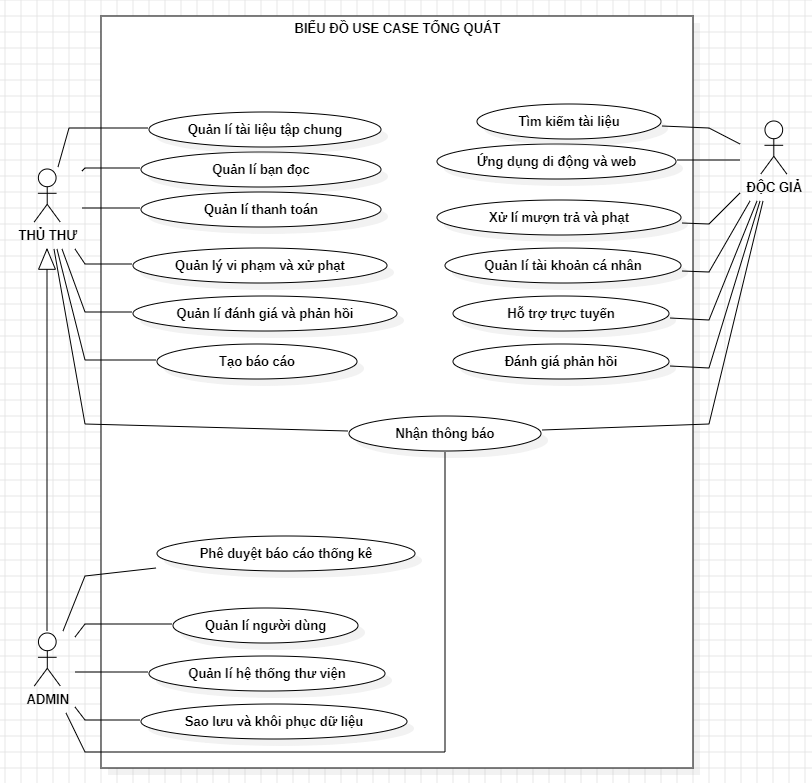 BIỂU ĐỒ USE CASE TỔNG QUÁT
Quản lí tài liệu tập chung
Tìm kiếm tài liệu
Quản lí bạn đọc
Ứng dụng di động và web
ĐỘC GIẢ
Quản lí thanh toán
Xử lí mượn trả và phạt
THỦ THƯ
Quản lý vi phạm và xử phạt
Quản lí tài khoản cá nhân
Quản lí đánh giá và phản hồi
Hỗ trợ trực tuyến
Tạo báo cáo
Đánh giá phản hồi
Nhận thông báo
Phê duyệt báo cáo thống kê
Quản lí người dùng
Quản lí hệ thống thư viện
ADMIN
Sao lưu và khôi phục dữ liệu